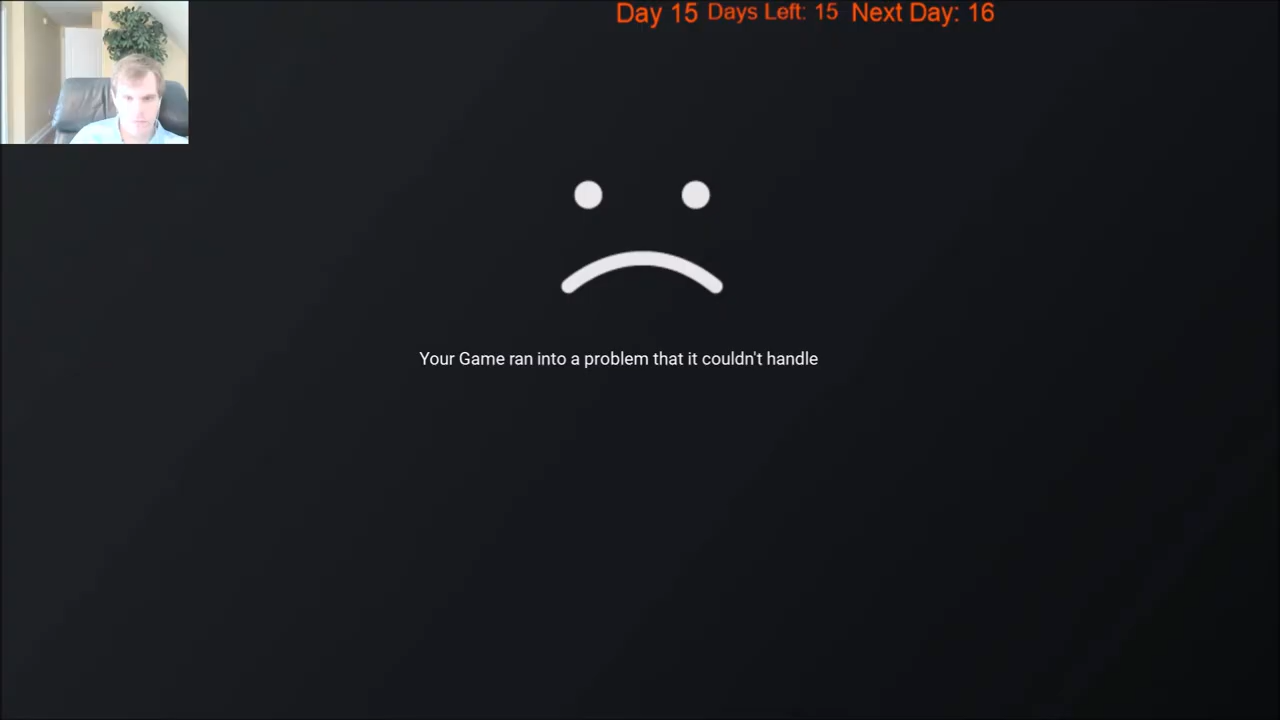 Day 15 Days Left: 15 Next Day: 16
Your Game ran into a problem that it couldn't handle